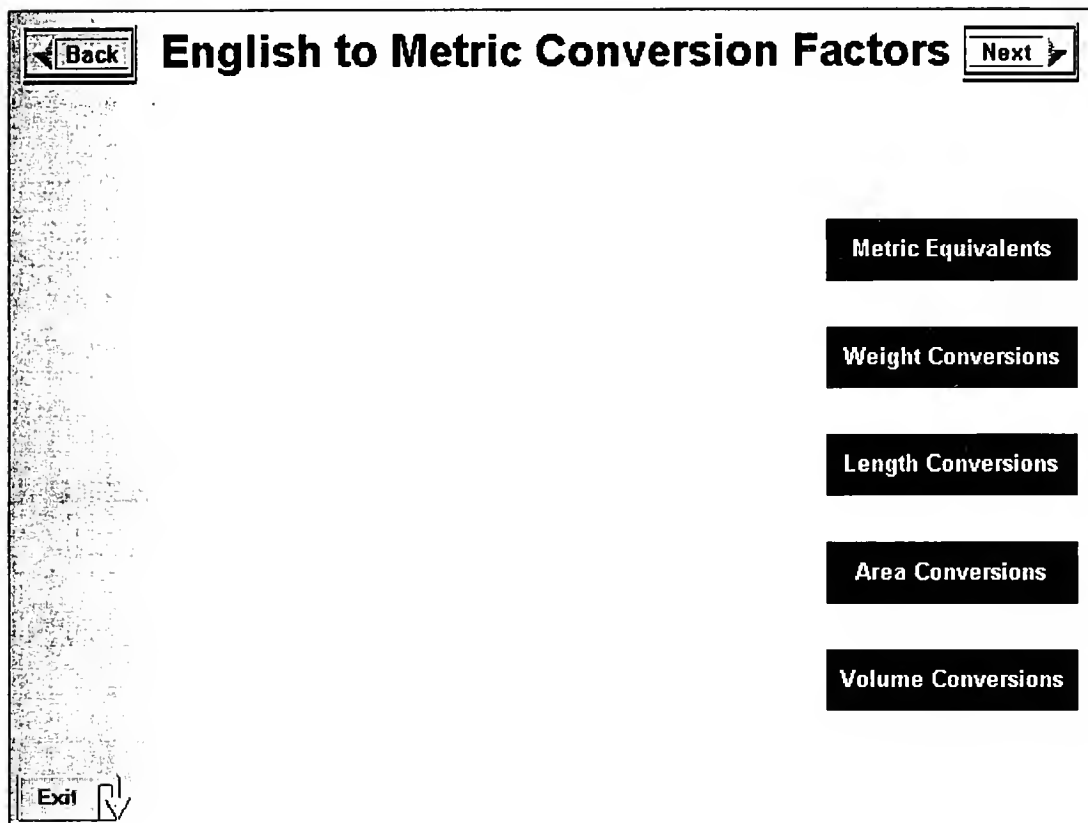 Back
English to Metric Conversion Factors
Next
Metric Equivalents
Weight Conversions
Length Conversions
Area Conversions
Volume Conversions
Exit